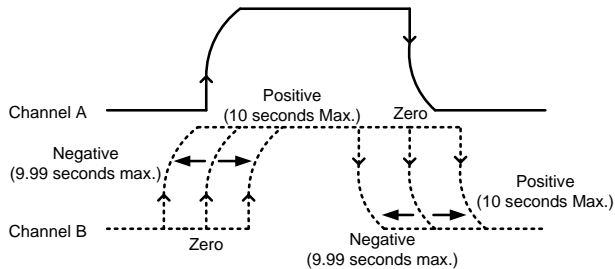 Channel A
Positive
(10 seconds Max.)
Zero
Negative
(9.99 seconds max.)
Positive
(10 seconds Max.)
Channel B
Zero
Negative
(9.99 seconds max.)